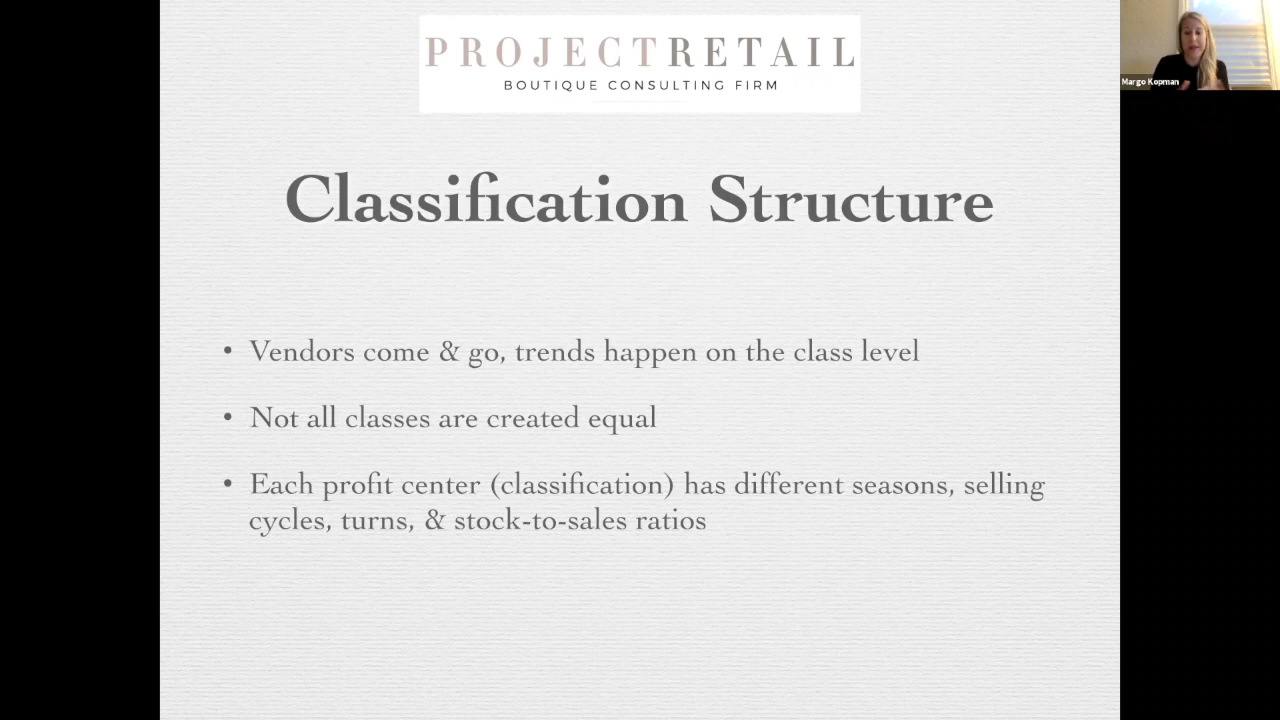 PROJECTRETAIL
BOUTIQUE CONSULTING FIRM
Margo Kopman
Classification Structure
• Vendors come & go, trends happen on the class level
• Not all classes are created equal
• Each profit center (classification) has different seasons, selling
cycles, turns, & stock-to-sales ratios